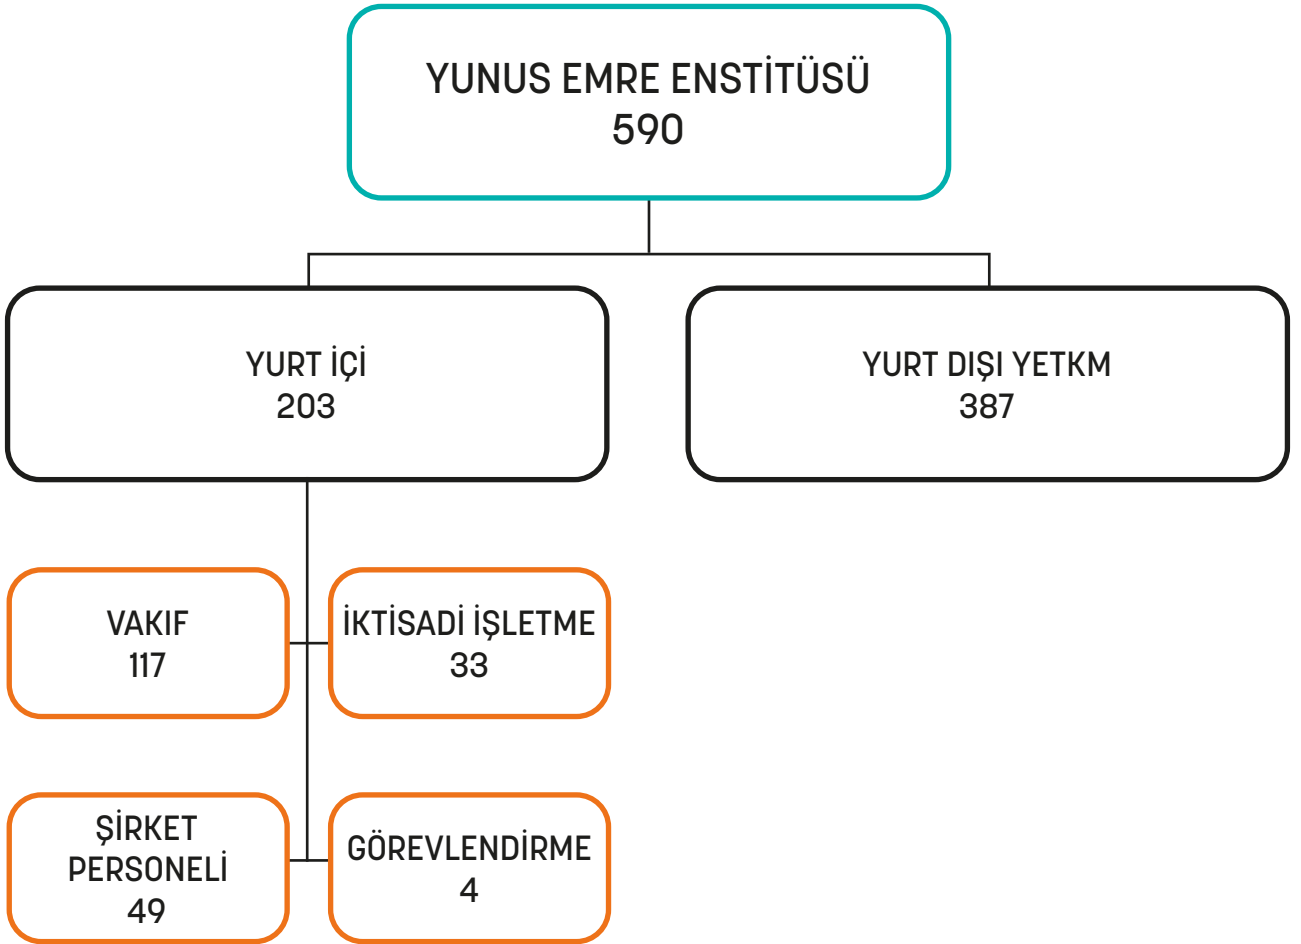 YUNUS EMRE ENSTİTÜSÜ
590
YURT İÇİ
203
YURT DIŞI YETKM
387
VAKIF
117
İKTİSADİ İŞLETME
33
ŞİRKET
PERSONELİ
49
GÖREVLENDİRME
4